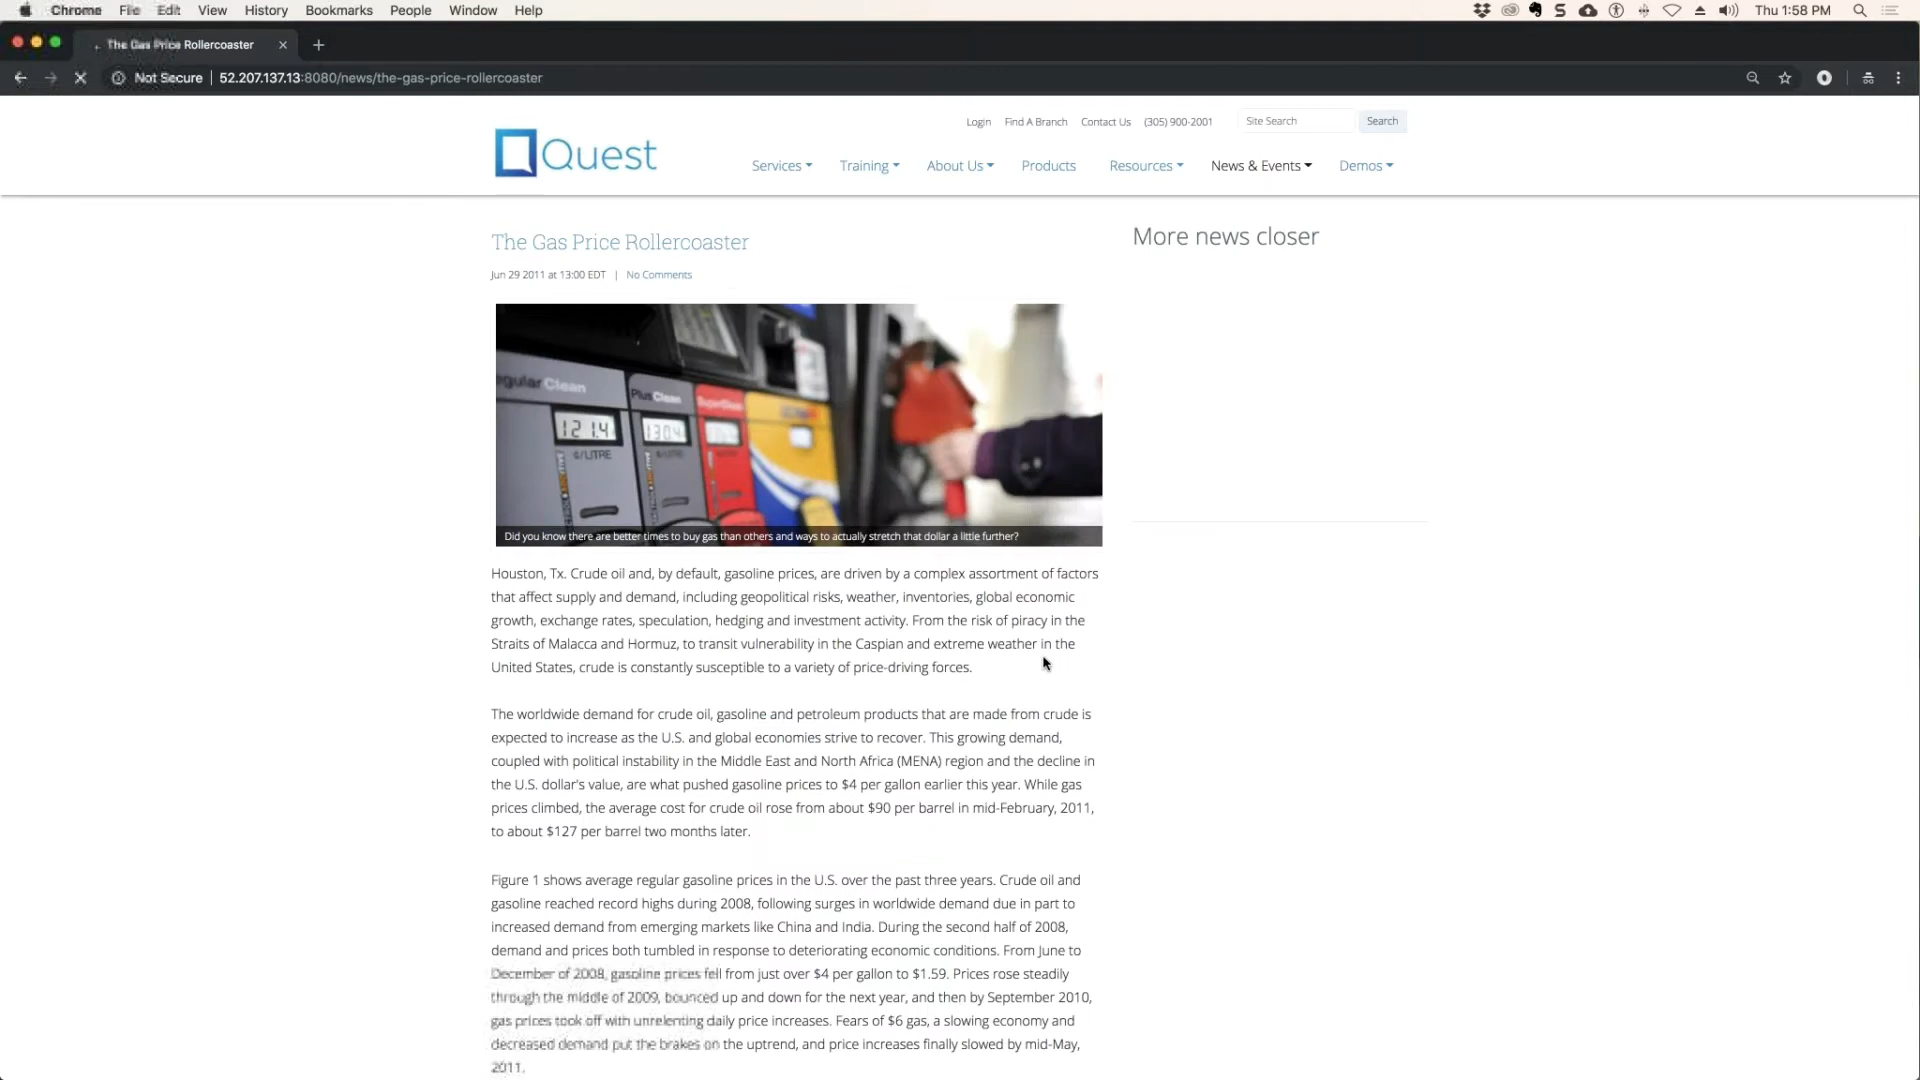 Chrome File Edit View History Bookmarks People Window Help Thu 1:58 PM
The Gas Price Rollercoaster
Not Secure 52.207.137.13:8080/news/the-gas-price-rollercoaster
Login Find A Branch Contact Us (305) 900-2001 Site Search Search
Quest
Services Training About Us Products Resources News & Events Demos
The Gas Price Rollercoaster
More news closer
Jun 29 2011 at 13:00 EDT | No Comments
Regular Clean
PlusClean
121.4
130.4
¢/LITRE
Did you know there are better times to buy gas than others and ways to actually stretch that dollar a little further?
Houston, Tx. Crude oil and, by default, gasoline prices, are driven by a complex assortment of factors
that affect supply and demand, including geopolitical risks, weather, inventories, global economic
growth, exchange rates, speculation, hedging and investment activity. From the risk of piracy in the
Straits of Malacca and Hormuz, to transit vulnerability in the Caspian and extreme weather in the
United States, crude is constantly susceptible to a variety of price-driving forces.
The worldwide demand for crude oil, gasoline and petroleum products that are made from crude is
expected to increase as the U.S. and global economies strive to recover. This growing demand,
coupled with political instability in the Middle East and North Africa (MENA) region and the decline in
the U.S. dollar's value, are what pushed gasoline prices to $4 per gallon earlier this year. While gas
prices climbed, the average cost for crude oil rose from about $90 per barrel in mid-February, 2011,
to about $127 per barrel two months later.
Figure 1 shows average regular gasoline prices in the U.S. over the past three years. Crude oil and
gasoline reached record highs during 2008, following surges in worldwide demand due in part to
increased demand from emerging markets like China and India. During the second half of 2008,
demand and prices both tumbled in response to deteriorating economic conditions. From June to
December of 2008, gasoline prices fell from just over $4 per gallon to $1.59. Prices rose steadily
through the middle of 2009, bounced up and down for the next year, and then by September 2010,
gas prices took off with unrelenting daily price increases. Fears of $6 gas, a slowing economy and
decreased demand put the brakes on the uptrend, and price increases finally slowed by mid-May,
2011.